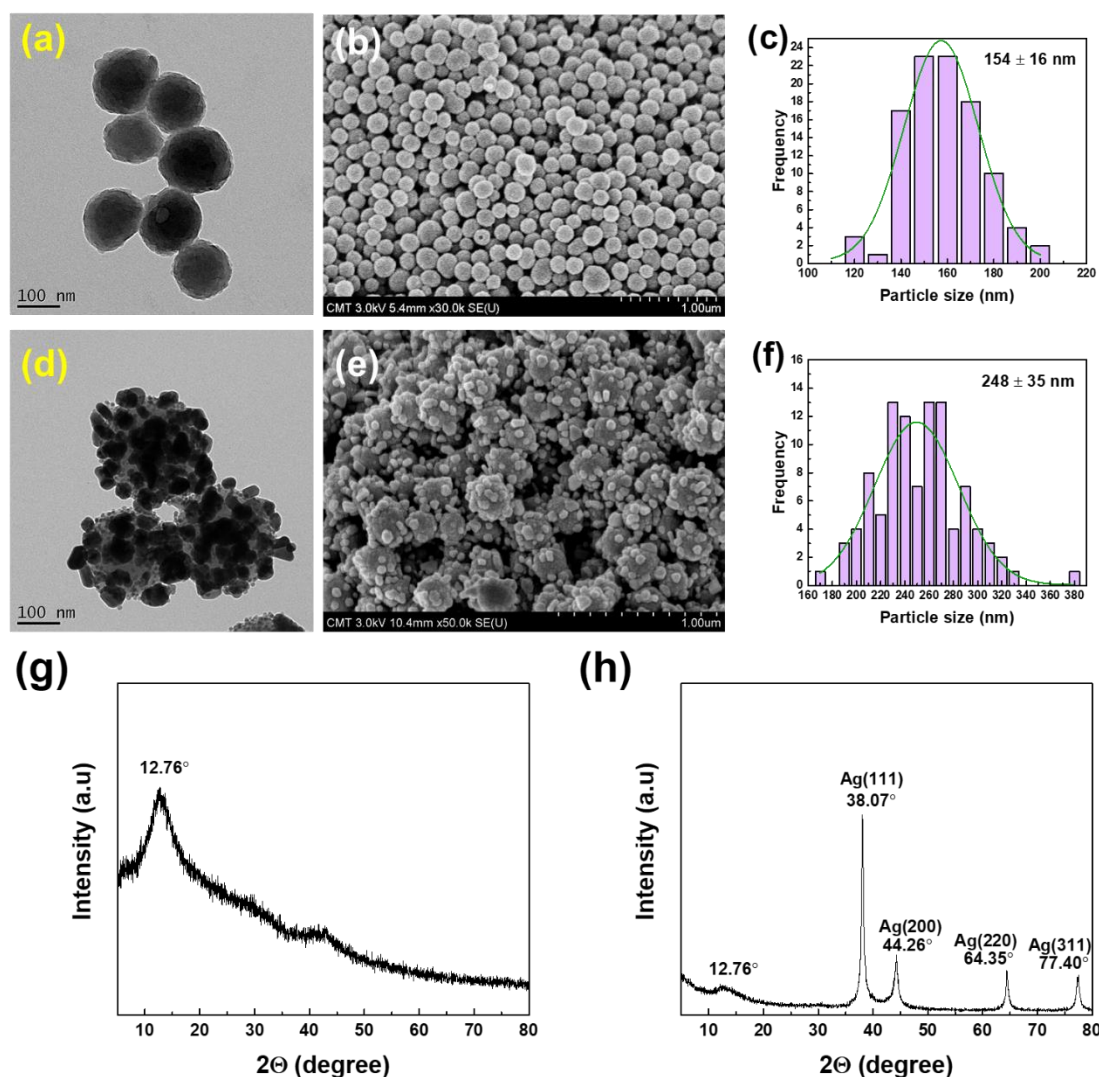 (a)
100 nm
(b)
CMT 3.0kV 5.4mm x30.0k SE(U)
1.00um
(c)
154 ± 16 nm
Frequency
24
22
20
18
16
14
12
10
8
6
4
2
0
100 120 140 160 180 200 220
Particle size (nm)
(d)
100 nm
(e)
CMT 3.0kV 10.4mm x50.0k SE(U)
1.00um
(f)
248 ± 35 nm
Frequency
16
14
12
10
8
6
4
2
0
160 180 200 220 240 260 280 300 320 340 360 380
Particle size (nm)
(g)
12.76°
Intensity (a.u)
10 20 30 40 50 60 70 80
2Θ (degree)
(h)
Ag(111)
38.07°
Ag(200)
44.26°
Ag(220)
64.35°
Ag(311)
77.40°
12.76°
Intensity (a.u)
10 20 30 40 50 60 70 80
2Θ (degree)